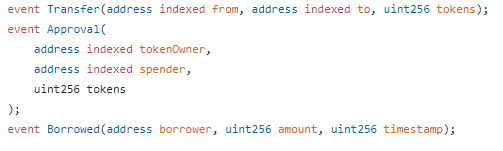 event Transfer(address indexed from, address indexed to, uint256 tokens);
event Approval(
    address indexed tokenOwner,
    address indexed spender,
    uint256 tokens
);
event Borrowed(address borrower, uint256 amount, uint256 timestamp);